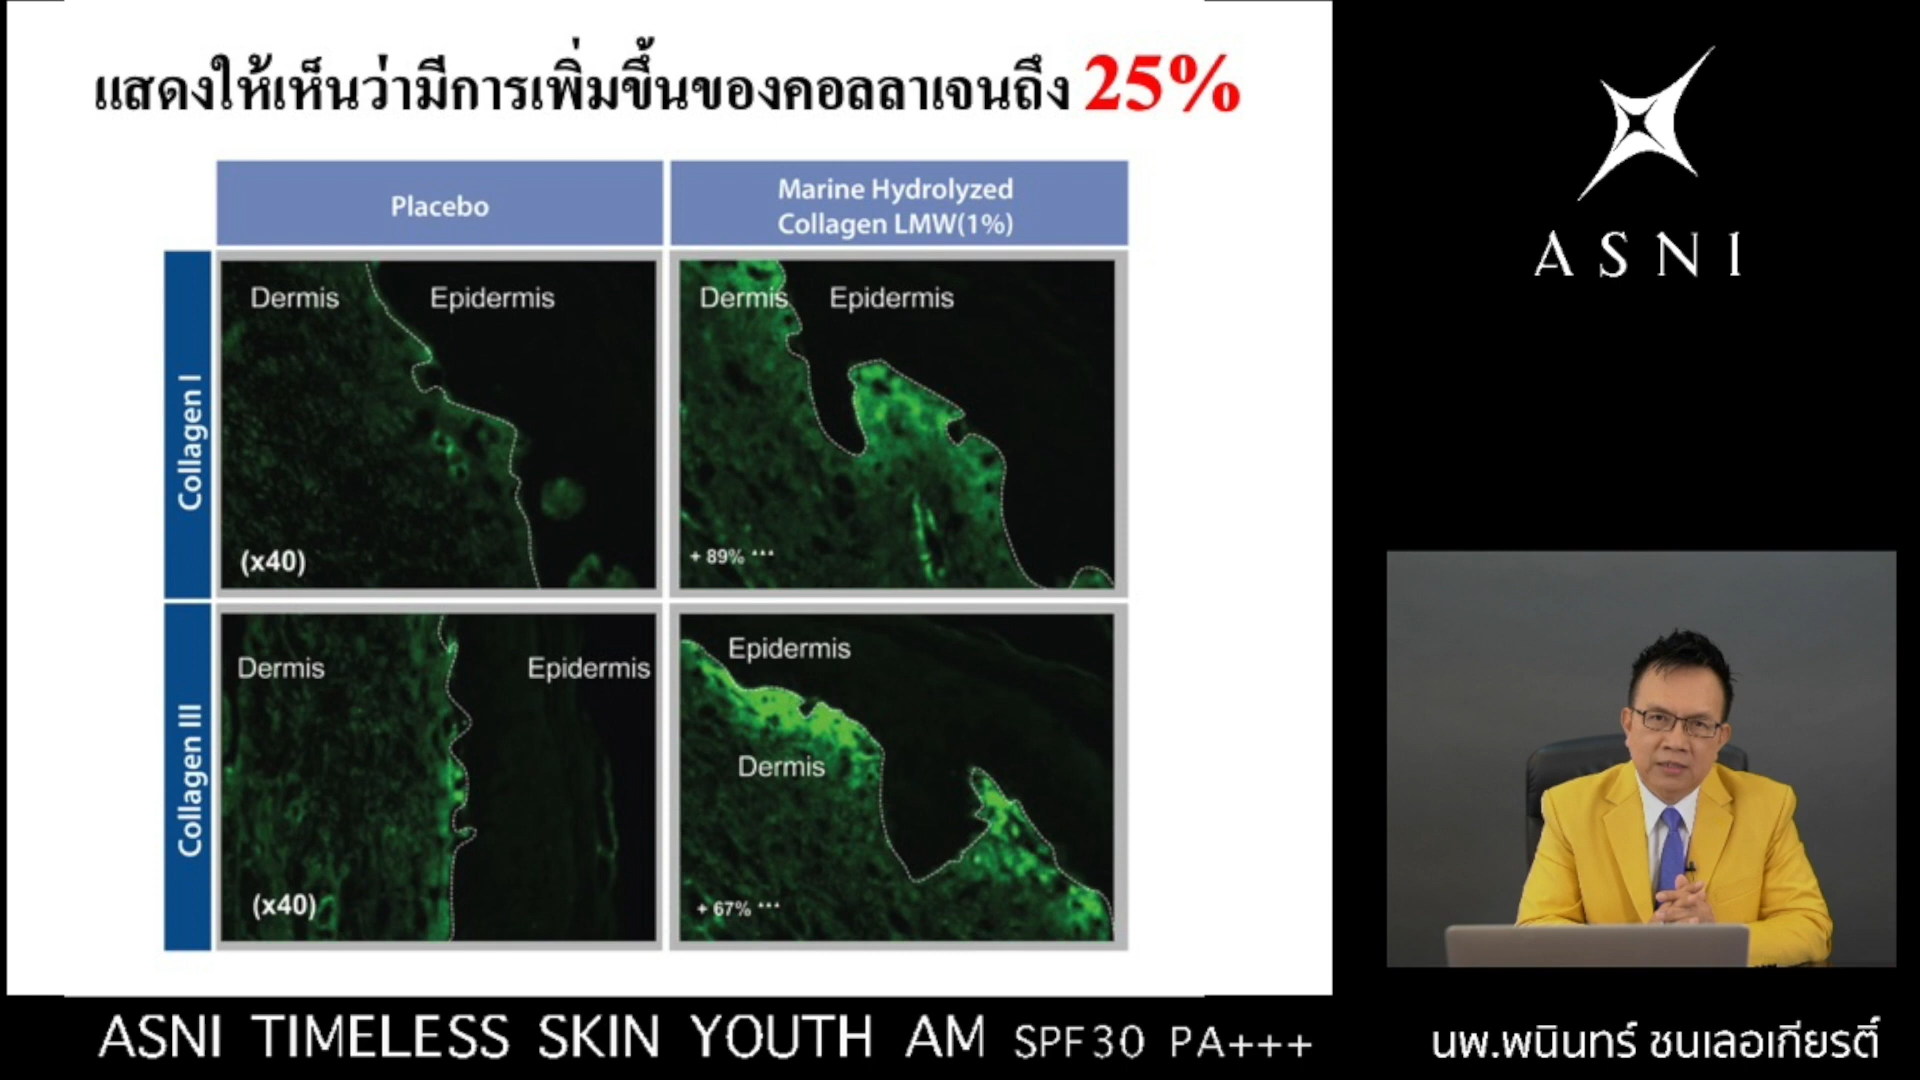 แสดงให้เห็นว่ามีการเพิ่มขึ้นของคอลลาเจนถึง 25%
Placebo
Marine Hydrolyzed
Collagen LMW(1%)
Collagen I
Dermis
Epidermis
(x40)
Dermis
Epidermis
+ 89% ***
Collagen III
Dermis
Epidermis
(x40)
Epidermis
Dermis
+ 67% ***
ASNI
ASNI TIMELESS SKIN YOUTH AM SPF30 PA+++
นพ.พนินทร์ ชนเลอเกียรติ์